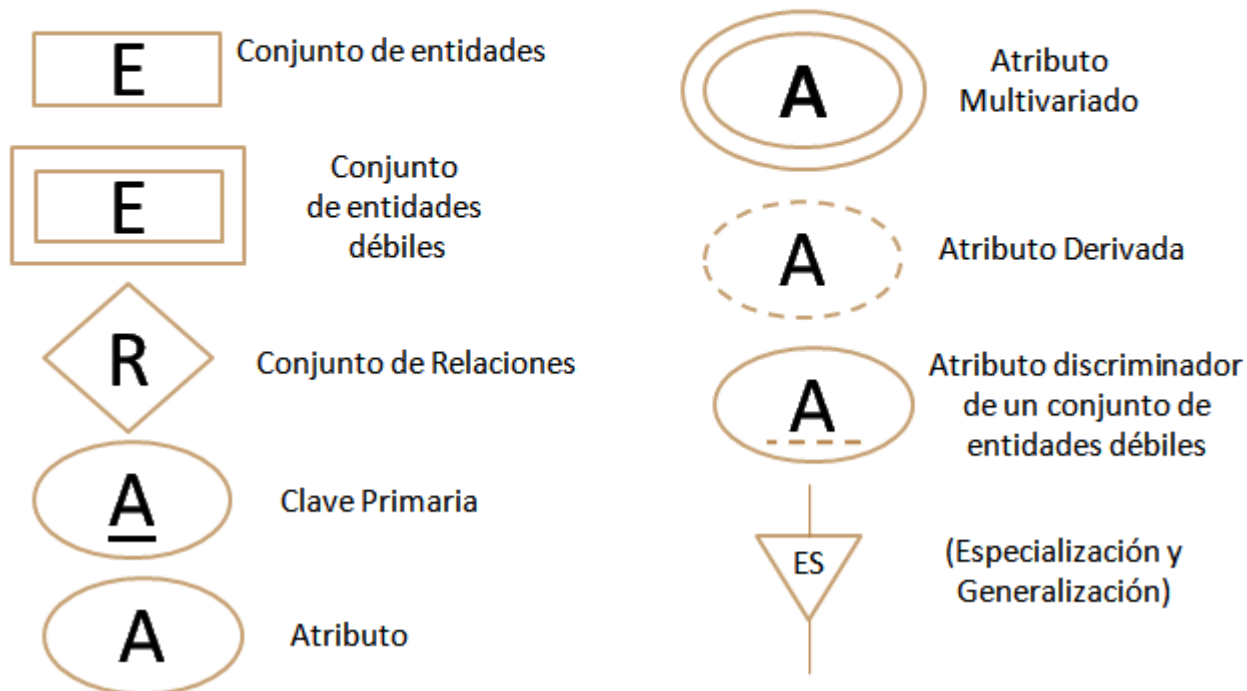 E
Conjunto de entidades
E
Conjunto
de entidades
débiles
R
Conjunto de Relaciones
A
Clave Primaria
A
Atributo
A
Atributo
Multivariado
A
Atributo Derivada
A
Atributo discriminador
de un conjunto de
entidades débiles
ES
(Especialización y
Generalización)